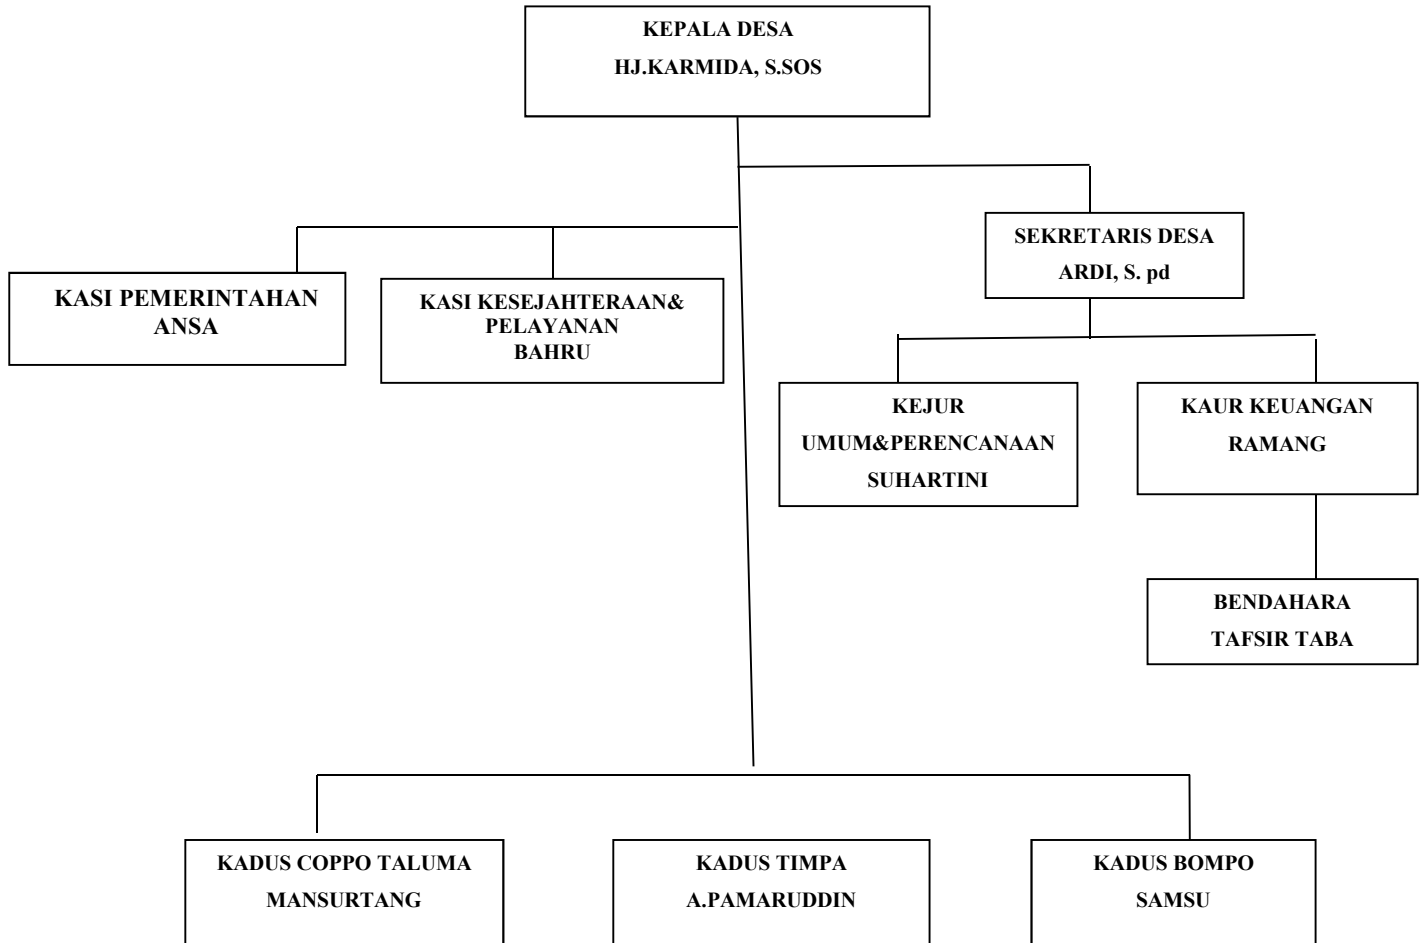 KEPALA DESA
HJ.KARMIDA, S.SOS
SEKRETARIS DESA
ARDI, S. pd
KASI PEMERINTAHAN
ANSA
KASI KESEJAHTERAAN&
PELAYANAN
BAHRU
KEJUR
UMUM&PERENCANAAN
SUHARTINI
KAUR KEUANGAN
RAMANG
BENDAHARA
TAFSIR TABA
KADUS COPPO TALUMA
MANSURTANG
KADUS TIMPA
A.PAMARUDDIN
KADUS BOMPO
SAMSU